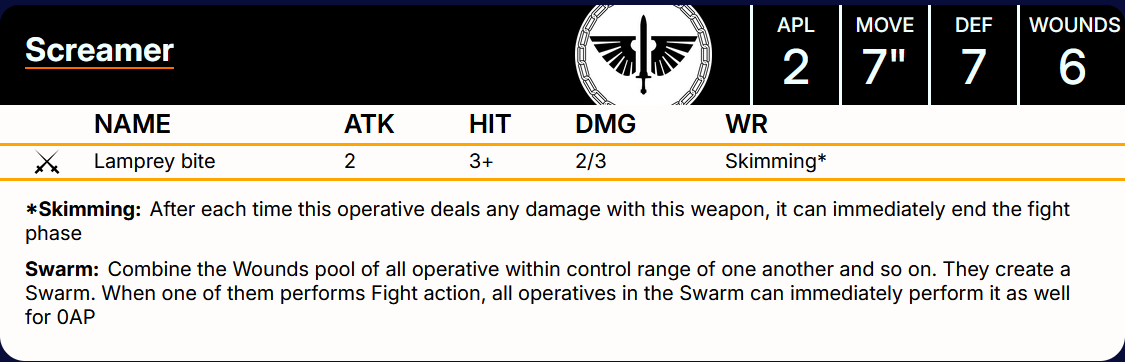 Screamer
APL MOVE DEF WOUNDS
2 7" 7 6
NAME ATK HIT DMG WR
Lamprey bite 2 3+ 2/3 Skimming*
*Skimming: After each time this operative deals any damage with this weapon, it can immediately end the fight
phase
Swarm: Combine the Wounds pool of all operative within control range of one another and so on. They create a
Swarm. When one of them performs Fight action, all operatives in the Swarm can immediately perform it as well
for 0AP